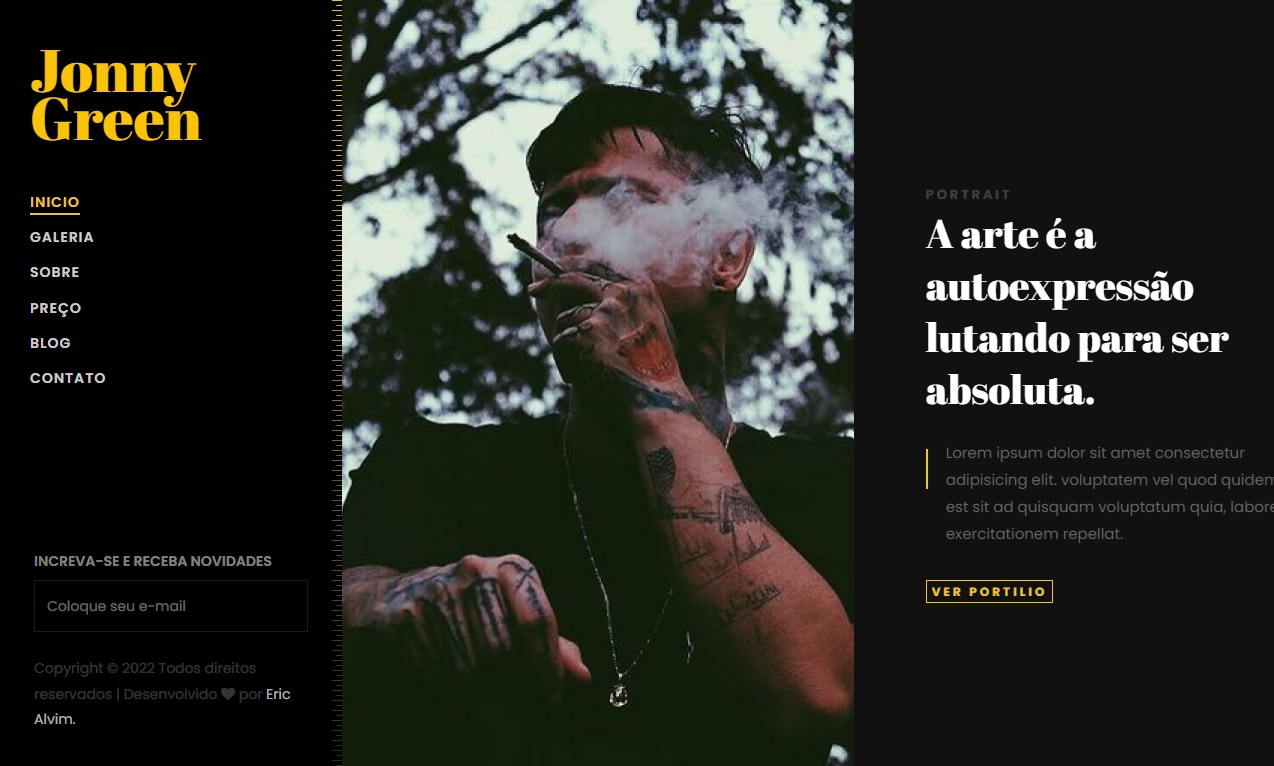 Jonny
Green
INICIO
GALERIA
SOBRE
PREÇO
BLOG
CONTATO
INCREVA-SE E RECEBA NOVIDADES
Coloque seu e-mail
Copyright © 2022 Todos direitos
reservados | Desenvolvido ♥ por Eric
Alvim.
PORTRAIT
A arte é a
autoexpressão
lutando para ser
absoluta.
Lorem ipsum dolor sit amet consectetur
adipisicing elit. voluptatem vel quod quidem
est sit ad quisquam voluptatum quia, labore
exercitationem repellat.
VER PORTILIO